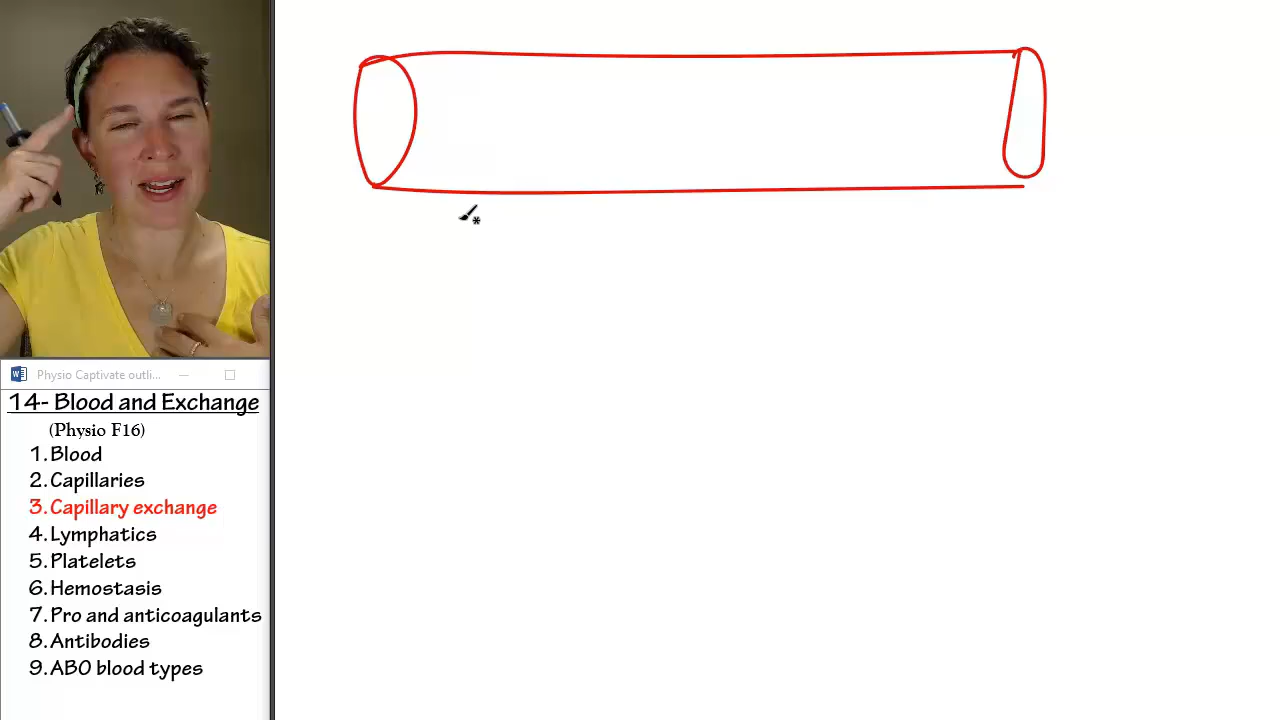 Physio Captivate outli...
14- Blood and Exchange
(Physio F16)
1. Blood
2. Capillaries
3. Capillary exchange
4. Lymphatics
5. Platelets
6. Hemostasis
7. Pro and anticoagulants
8. Antibodies
9. ABO blood types